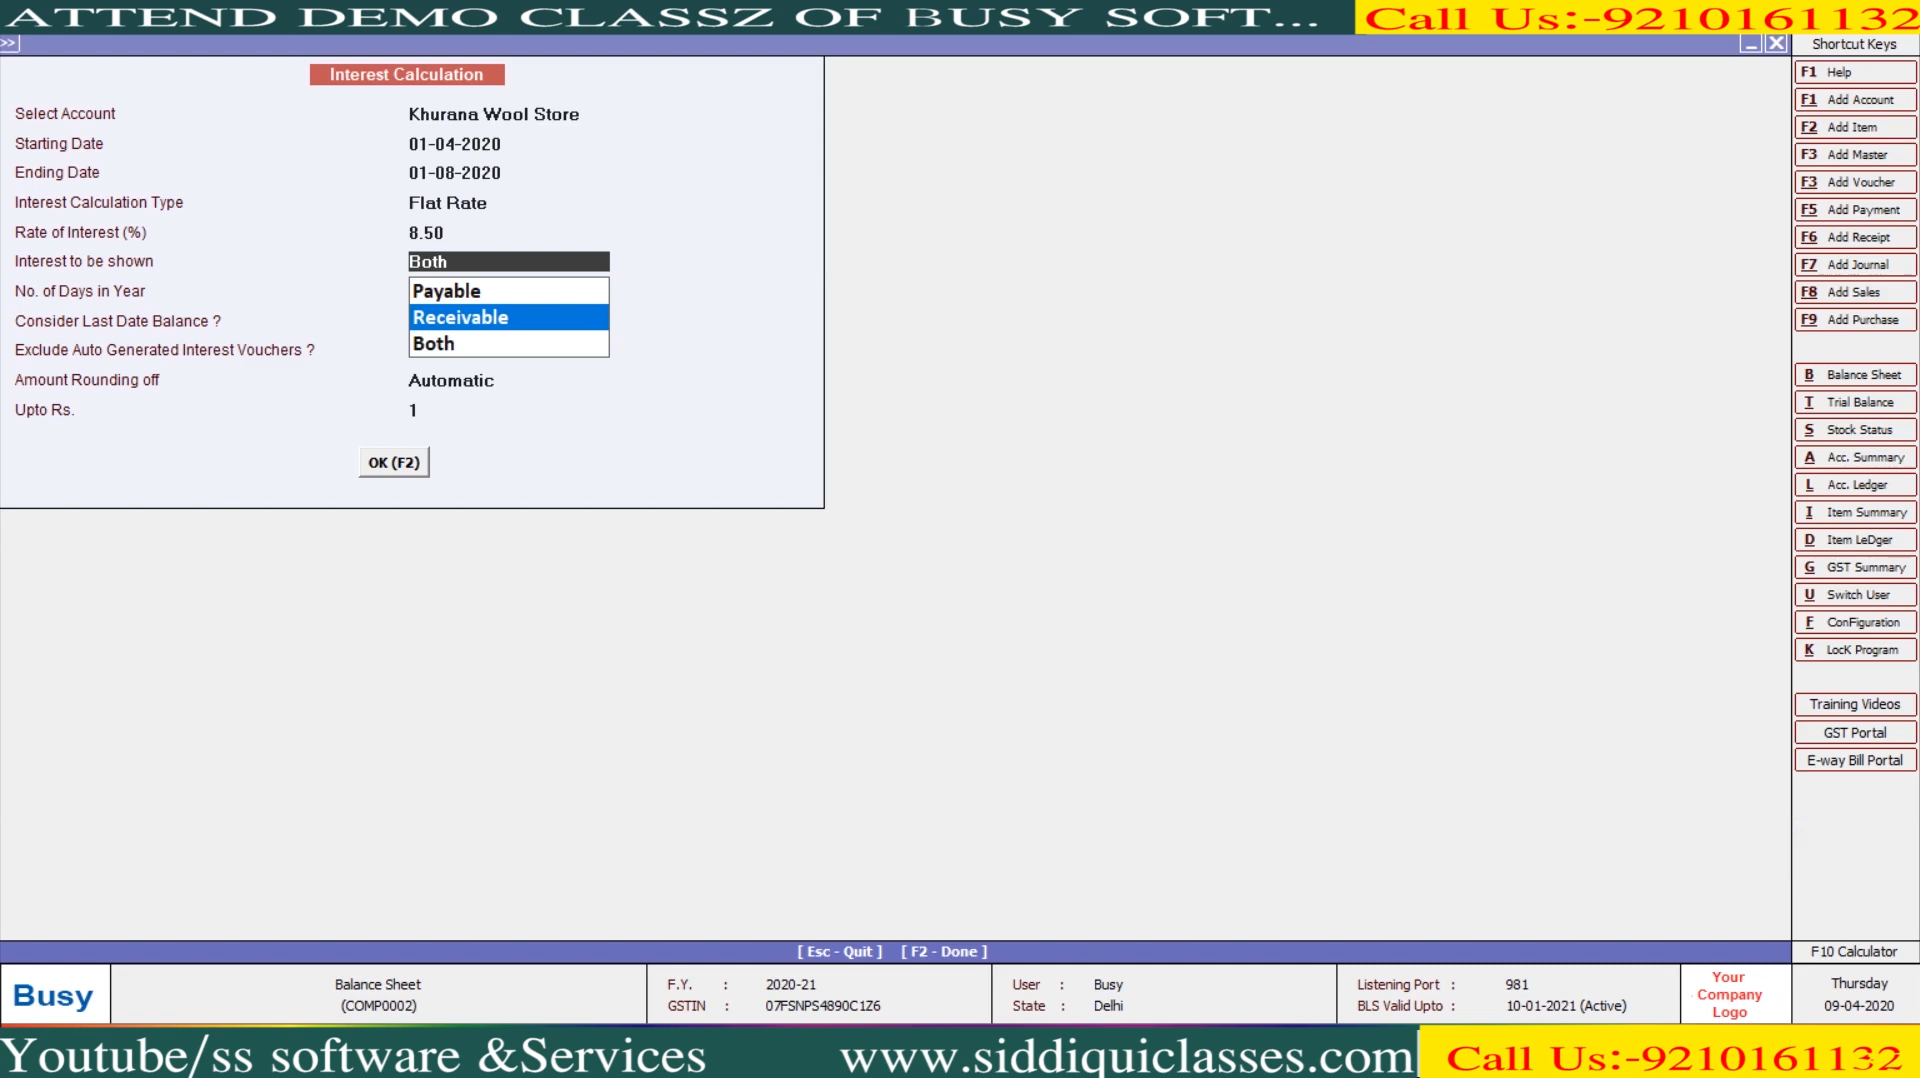 ATTEND DEMO CLASSZ OF BUSY SOFT...
Call Us:-9210161132
>>
Shortcut Keys
Interest Calculation
Select Account Khurana Wool Store
Starting Date 01-04-2020
Ending Date 01-08-2020
Interest Calculation Type Flat Rate
Rate of Interest (%) 8.50
Interest to be shown Both
No. of Days in Year Payable
Consider Last Date Balance ? Receivable
Exclude Auto Generated Interest Vouchers ? Both
Amount Rounding off Automatic
Upto Rs. 1
OK (F2)
F1 Help
F1 Add Account
F2 Add Item
F3 Add Master
F3 Add Voucher
F5 Add Payment
F6 Add Receipt
F7 Add Journal
F8 Add Sales
F9 Add Purchase
B Balance Sheet
T Trial Balance
S Stock Status
A Acc. Summary
L Acc. Ledger
I Item Summary
D Item LeDger
G GST Summary
U Switch User
F ConFiguration
K LocK Program
Training Videos
GST Portal
E-way Bill Portal
[ Esc - Quit ] [ F2 - Done ]
F10 Calculator
Busy
Balance Sheet
(COMP0002)
F.Y. : 2020-21
GSTIN : 07FSNPS4890C1Z6
User : Busy
State : Delhi
Listening Port : 981
BLS Valid Upto : 10-01-2021 (Active)
Your
Company
Logo
Thursday
09-04-2020
Youtube/ss software &Services
www.siddiquiclasses.com
Call Us:-9210161132